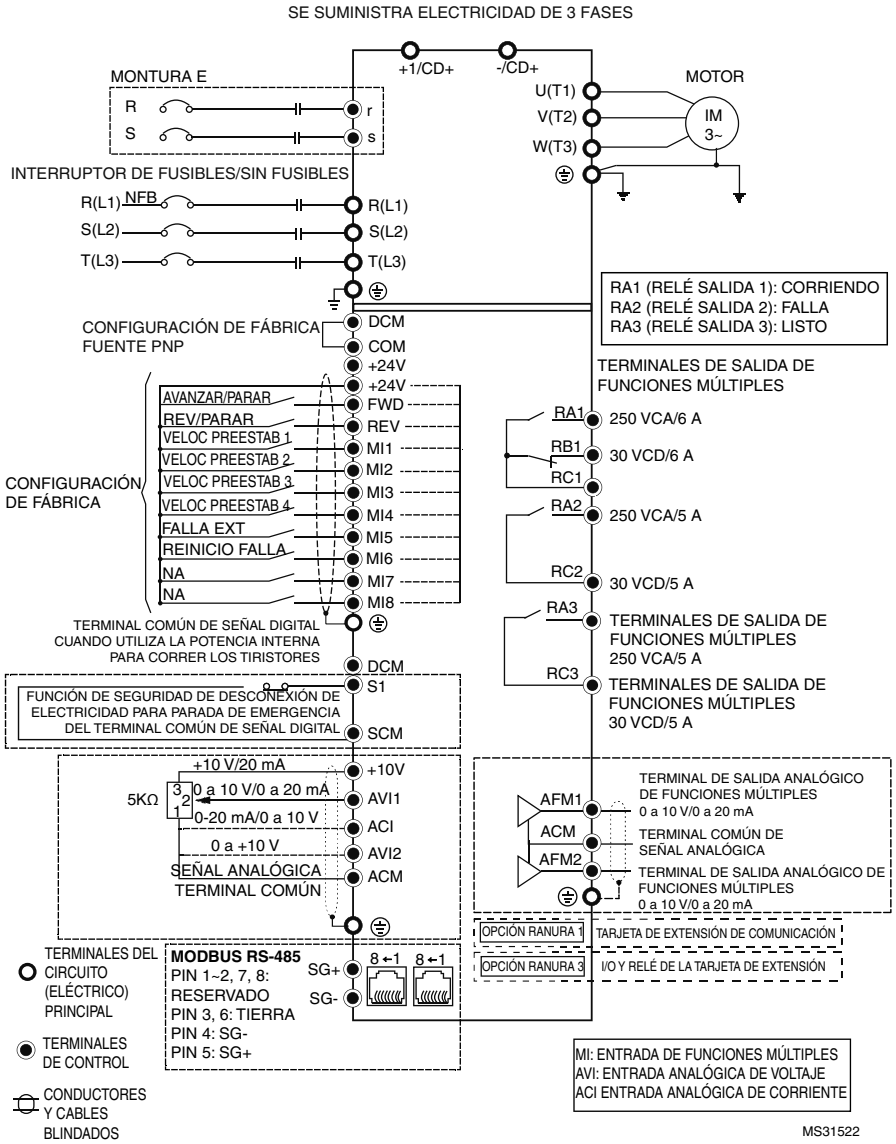 SE SUMINISTRA ELECTRICIDAD DE 3 FASES
+1/CD+
-/CD+
MONTURA E
R
r
S
s
U(T1)
V(T2)
W(T3)
MOTOR
IM
3~
INTERRUPTOR DE FUSIBLES/SIN FUSIBLES
R(L1)
NFB
R(L1)
S(L2)
S(L2)
T(L3)
T(L3)
RA1 (RELÉ SALIDA 1): CORRIENDO
RA2 (RELÉ SALIDA 2): FALLA
RA3 (RELÉ SALIDA 3): LISTO
CONFIGURACIÓN DE FÁBRICA
FUENTE PNP
DCM
COM
+24V
+24V
AVANZAR/PARAR
FWD
REV/PARAR
REV
VELOC PREESTAB 1
MI1
VELOC PREESTAB 2
MI2
VELOC PREESTAB 3
MI3
VELOC PREESTAB 4
MI4
FALLA EXT
MI5
REINICIO FALLA
MI6
NA
MI7
NA
MI8
CONFIGURACIÓN
DE FÁBRICA
TERMINAL COMÚN DE SEÑAL DIGITAL
CUANDO UTILIZA LA POTENCIA INTERNA
PARA CORRER LOS TIRISTORES
DCM
S1
FUNCIÓN DE SEGURIDAD DE DESCONEXIÓN DE
ELECTRICIDAD PARA PARADA DE EMERGENCIA
DEL TERMINAL COMÚN DE SEÑAL DIGITAL
SCM
TERMINALES DE SALIDA DE
FUNCIONES MÚLTIPLES
RA1
250 VCA/6 A
RB1
30 VCD/6 A
RC1
RA2
250 VCA/5 A
RC2
30 VCD/5 A
RA3
TERMINALES DE SALIDA DE
FUNCIONES MÚLTIPLES
250 VCA/5 A
RC3
TERMINALES DE SALIDA DE
FUNCIONES MÚLTIPLES
30 VCD/5 A
+10 V/20 mA
+10V
5KΩ
3
2
1
0 a 10 V/0 a 20 mA
AVI1
0-20 mA/0 a 10 V
ACI
0 a +10 V
AVI2
SEÑAL ANALÓGICA
TERMINAL COMÚN
ACM
AFM1
TERMINAL DE SALIDA ANALÓGICO
DE FUNCIONES MÚLTIPLES
0 a 10 V/0 a 20 mA
ACM
TERMINAL COMÚN DE
SEÑAL ANALÓGICA
AFM2
TERMINAL DE SALIDA ANALÓGICO DE
FUNCIONES MÚLTIPLES
0 a 10 V/0 a 20 mA
OPCIÓN RANURA 1
TARJETA DE EXTENSIÓN DE COMUNICACIÓN
OPCIÓN RANURA 3
I/O Y RELÉ DE LA TARJETA DE EXTENSIÓN
TERMINALES DEL
CIRCUITO
(ELÉCTRICO)
PRINCIPAL
TERMINALES
DE CONTROL
CONDUCTORES
Y CABLES
BLINDADOS
MODBUS RS-485
PIN 1~2, 7, 8:
RESERVADO
PIN 3, 6: TIERRA
PIN 4: SG-
PIN 5: SG+
SG+
SG-
8←1
8←1
MI: ENTRADA DE FUNCIONES MÚLTIPLES
AVI: ENTRADA ANALÓGICA DE VOLTAJE
ACI ENTRADA ANALÓGICA DE CORRIENTE
MS31522